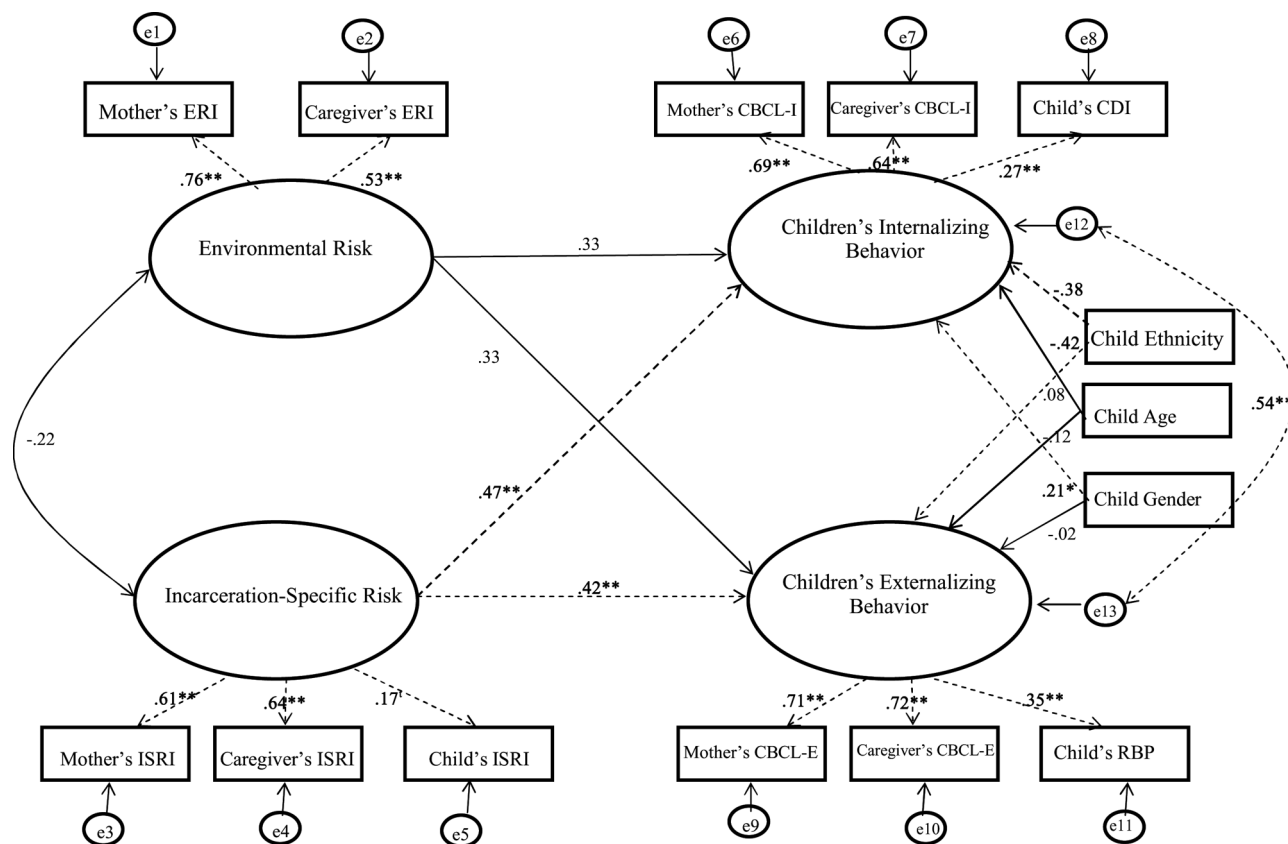 e1
e2
e6
e7
e8
Mother's ERI
Caregiver's ERI
Mother's CBCL-I
Caregiver's CBCL-I
Child's CDI
.76**
.53**
.69**
.64**
.27**
Environmental Risk
Children's Internalizing
Behavior
e12
.33
-.38
Child Ethnicity
-.42
.33
.08
.54**
Child Age
-.12
-.22
.47**
.21*
Child Gender
-.02
Incarceration-Specific Risk
.42**
Children's Externalizing
Behavior
e13
.61**
.64**
.17
.71**
.72**
.35**
Mother's ISRI
Caregiver's ISRI
Child's ISRI
Mother's CBCL-E
Caregiver's CBCL-E
Child's RBP
e3
e4
e5
e9
e10
e11